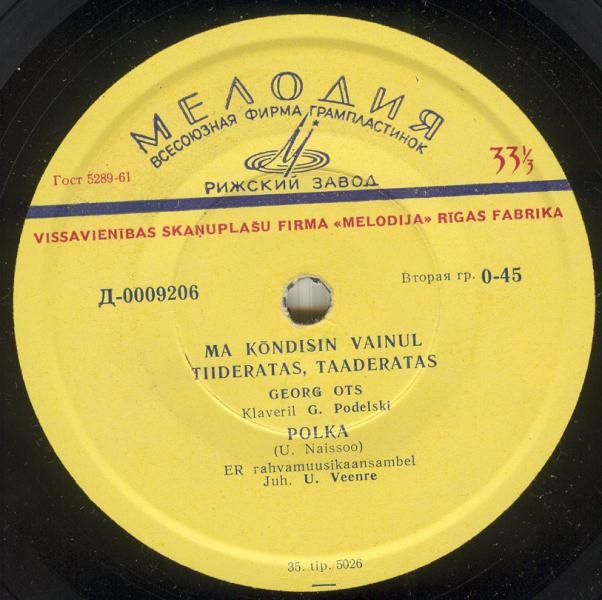 МЕЛОДИЯ
ВСЕСОЮЗНАЯ ФИРМА ГРАМПЛАСТИНОК
Гост 5289-61
33⅓
РИЖСКИЙ ЗАВОД
VISSAVIENĪBAS SKAŅUPLAŠU FIRMA «MELODIJA» RĪGAS FABRIKA
Д-0009206
Вторая гр. 0-45
MA KÕNDISIN VAINUL
TIIDERATAS, TAADERATAS
GEORG OTS
Klaveril G. Podelski
POLKA
(U. Naissoo)
ER rahvamuusikaansambel
Juh. U. Veenre
35. tip. 5026